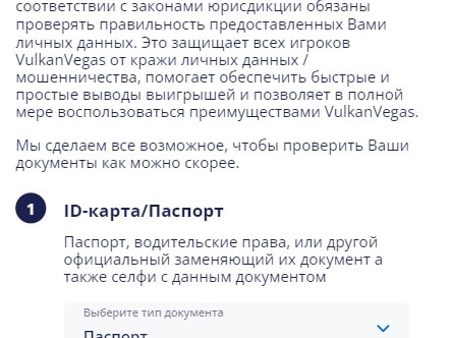 соответствии с законами юрисдикции обязаны
проверять правильность предоставленных Вами
личных данных. Это защищает всех игроков
VulkanVegas от кражи личных данных /
мошенничества, помогает обеспечить быстрые и
простые выводы выигрышей и позволяет в полной
мере воспользоваться преимуществами VulkanVegas.
Мы сделаем все возможное, чтобы проверить Ваши
документы как можно скорее.
1 ID-карта/Паспорт
Паспорт, водительские права, или другой
официальный заменяющий их документ а
также селфи с данным документом
Выберите тип документа
Паспорт